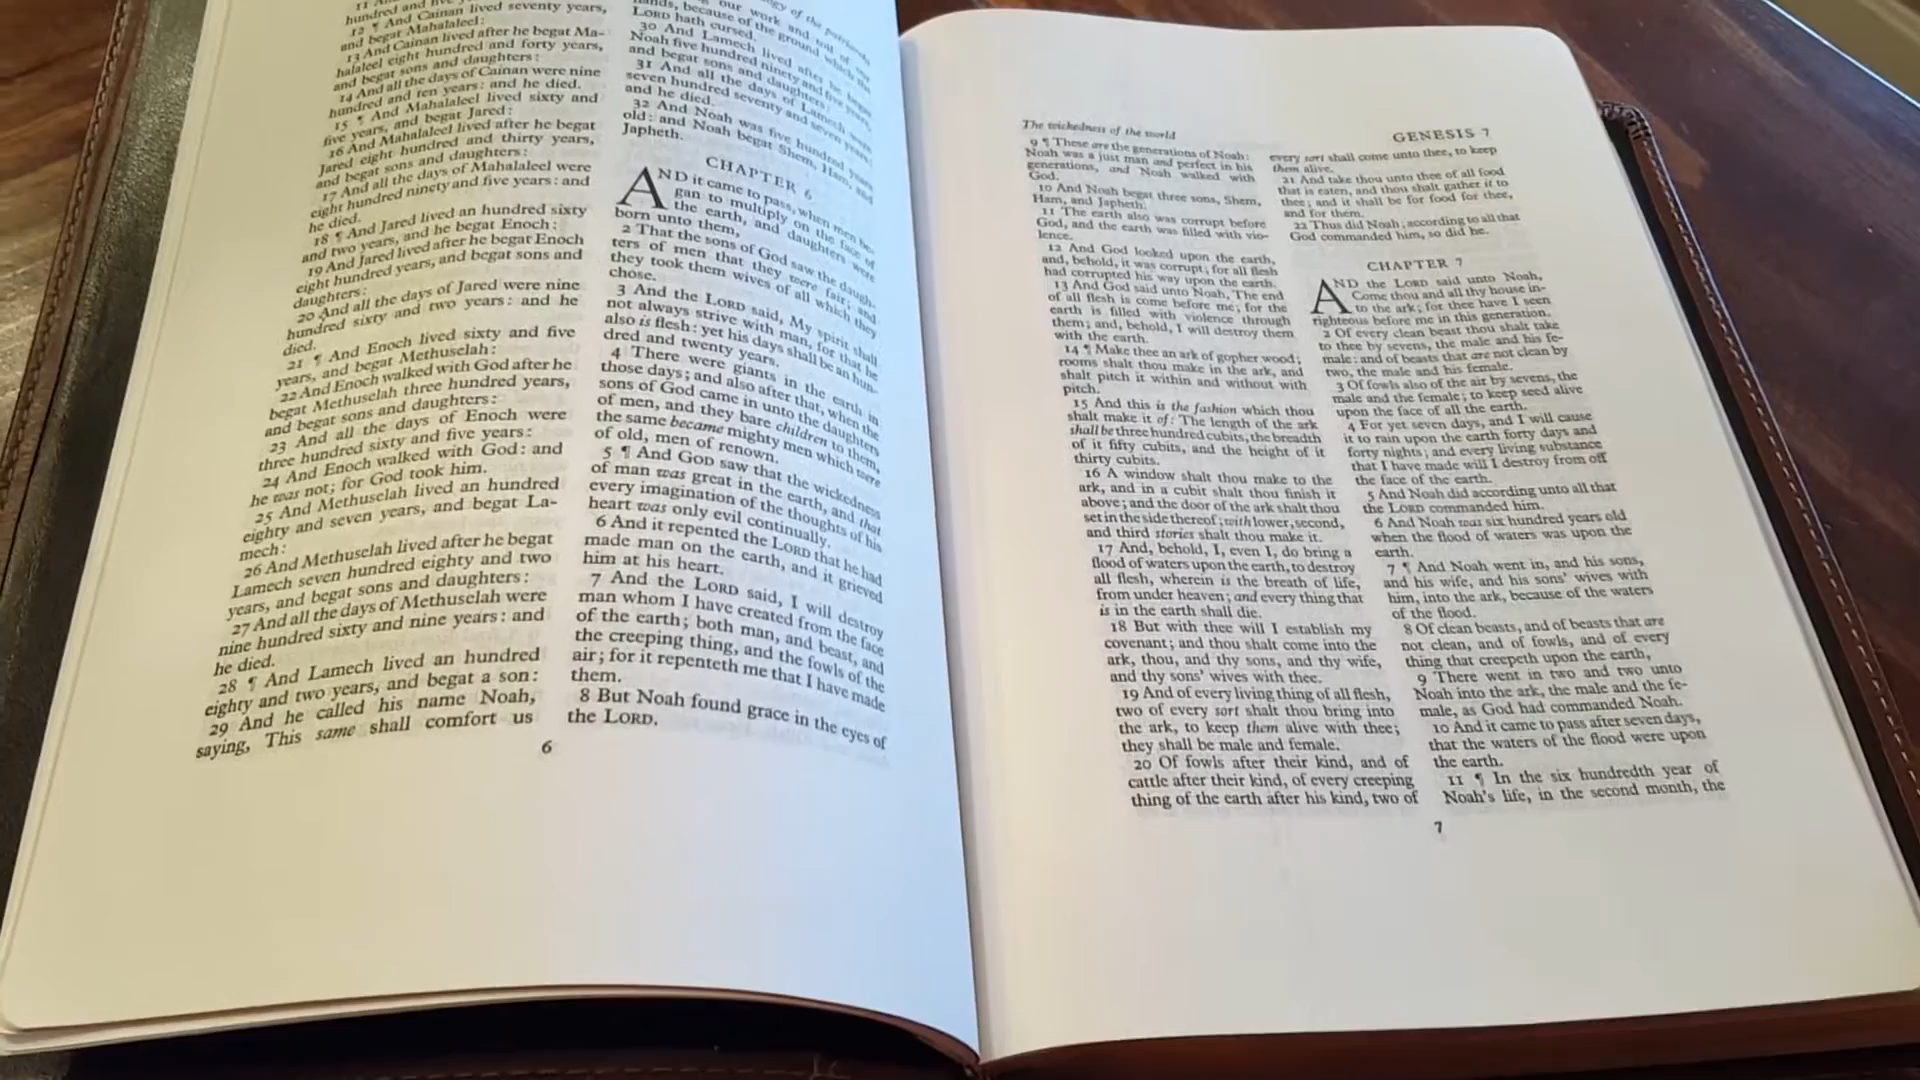 hundred and five years,
12 ¶ And Cainan lived seventy years,
and begat Mahalaleel:
13 And Cainan lived after he begat Ma-
halaleel eight hundred and forty years,
and begat sons and daughters:
14 And all the days of Cainan were nine
hundred and ten years: and he died.
15 ¶ And Mahalaleel lived sixty and
five years, and begat Jared:
16 And Mahalaleel lived after he begat
Jared eight hundred and thirty years,
and begat sons and daughters:
17 And all the days of Mahalaleel were
eight hundred ninety and five years: and
he died.
18 ¶ And Jared lived an hundred sixty
and two years, and he begat Enoch:
19 And Jared lived after he begat Enoch
eight hundred years, and begat sons and
daughters:
20 And all the days of Jared were nine
hundred sixty and two years: and he
died.
21 ¶ And Enoch lived sixty and five
years, and begat Methuselah:
22 And Enoch walked with God after he
begat Methuselah three hundred years,
and begat sons and daughters:
23 And all the days of Enoch were
three hundred sixty and five years:
24 And Enoch walked with God: and
he was not; for God took him.
25 And Methuselah lived an hundred
eighty and seven years, and begat La-
mech:
26 And Methuselah lived after he begat
Lamech seven hundred eighty and two
years, and begat sons and daughters:
27 And all the days of Methuselah were
nine hundred sixty and nine years: and
he died.
28 ¶ And Lamech lived an hundred
eighty and two years, and begat a son:
29 And he called his name Noah,
saying, This same shall comfort us
of the patriarchs
our work and toil of our
hands, because of the ground which the
LORD hath cursed.
30 And Lamech lived after he begat
Noah five hundred ninety and five years,
and begat sons and daughters:
31 And all the days of Lamech were
seven hundred seventy and seven years:
and he died.
32 And Noah was five hundred years
old: and Noah begat Shem, Ham, and
Japheth.
CHAPTER 6
AND it came to pass, when men be-
gan to multiply on the face of
the earth, and daughters were
born unto them,
2 That the sons of God saw the daugh-
ters of men that they were fair; and
they took them wives of all which they
chose.
3 And the LORD said, My spirit shall
not always strive with man, for that he
also is flesh: yet his days shall be an hun-
dred and twenty years.
4 There were giants in the earth in
those days; and also after that, when the
sons of God came in unto the daughters
of men, and they bare children to them,
the same became mighty men which were
of old, men of renown.
5 ¶ And GOD saw that the wickedness
of man was great in the earth, and that
every imagination of the thoughts of his
heart was only evil continually.
6 And it repented the LORD that he had
made man on the earth, and it grieved
him at his heart.
7 And the LORD said, I will destroy
man whom I have created from the face
of the earth; both man, and beast, and
the creeping thing, and the fowls of the
air; for it repenteth me that I have made
them.
8 But Noah found grace in the eyes of
the LORD.
6
The wickedness of the world
GENESIS 7
9 ¶ These are the generations of Noah:
Noah was a just man and perfect in his
generations, and Noah walked with
God.
10 And Noah begat three sons, Shem,
Ham, and Japheth.
11 The earth also was corrupt before
God, and the earth was filled with vio-
lence.
12 And God looked upon the earth,
and, behold, it was corrupt; for all flesh
had corrupted his way upon the earth.
13 And God said unto Noah, The end
of all flesh is come before me; for the
earth is filled with violence through
them; and, behold, I will destroy them
with the earth.
14 ¶ Make thee an ark of gopher wood;
rooms shalt thou make in the ark, and
shalt pitch it within and without with
pitch.
15 And this is the fashion which thou
shalt make it of: The length of the ark
shall be three hundred cubits, the breadth
of it fifty cubits, and the height of it
thirty cubits.
16 A window shalt thou make to the
ark, and in a cubit shalt thou finish it
above; and the door of the ark shalt thou
set in the side thereof; with lower, second,
and third stories shalt thou make it.
17 And, behold, I, even I, do bring a
flood of waters upon the earth, to destroy
all flesh, wherein is the breath of life,
from under heaven; and every thing that
is in the earth shall die.
18 But with thee will I establish my
covenant; and thou shalt come into the
ark, thou, and thy sons, and thy wife,
and thy sons' wives with thee.
19 And of every living thing of all flesh,
two of every sort shalt thou bring into
the ark, to keep them alive with thee;
they shall be male and female.
20 Of fowls after their kind, and of
cattle after their kind, of every creeping
thing of the earth after his kind, two of
every sort shall come unto thee, to keep
them alive.
21 And take thou unto thee of all food
that is eaten, and thou shalt gather it to
thee; and it shall be for food for thee,
and for them.
22 Thus did Noah; according to all that
God commanded him, so did he.
CHAPTER 7
AND the LORD said unto Noah,
Come thou and all thy house in-
to the ark; for thee have I seen
righteous before me in this generation.
2 Of every clean beast thou shalt take
to thee by sevens, the male and his fe-
male: and of beasts that are not clean by
two, the male and his female.
3 Of fowls also of the air by sevens, the
male and the female; to keep seed alive
upon the face of all the earth.
4 For yet seven days, and I will cause
it to rain upon the earth forty days and
forty nights; and every living substance
that I have made will I destroy from off
the face of the earth.
5 And Noah did according unto all that
the LORD commanded him.
6 And Noah was six hundred years old
when the flood of waters was upon the
earth.
7 ¶ And Noah went in, and his sons,
and his wife, and his sons' wives with
him, into the ark, because of the waters
of the flood.
8 Of clean beasts, and of beasts that are
not clean, and of fowls, and of every
thing that creepeth upon the earth,
9 There went in two and two unto
Noah into the ark, the male and the fe-
male, as God had commanded Noah.
10 And it came to pass after seven days,
that the waters of the flood were upon
the earth.
11 ¶ In the six hundredth year of
Noah's life, in the second month, the
7